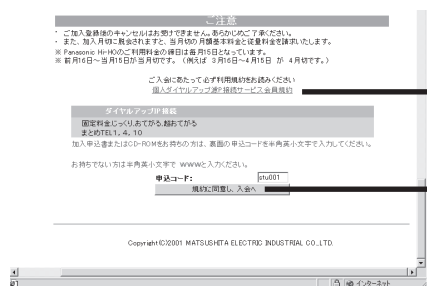 ご注意
・ ご加入登録後のキャンセルはお受けできません。あらかじめご了承ください。
・ また、加入月切に脱会されますと、当月切の月額基本料金と従量料金を請求いたします。
※ Panasonic Hi-HOのご利用料金の締日は毎月15日となっています。
※ 前月16日～当月15日が当月切です。（例えば 3月16日～4月15日 が 4月切です。）
ご入会にあたって必ず利用規約をお読みください
個人ダイヤルアップ型IP接続サービス会員規約
ダイヤルアップIP接続
固定料金じっくり、おてがる、超おてがる
まとめTEL1, 4, 10
加入申込書またはCD-ROMをお持ちの方は、裏面の申込コードを半角英小文字で入力してください。
お持ちでない方は半角英小文字で wwwと入力ください。
申込コード: stu001
規約に同意し、入会へ
Copyright(C)2001 MATSUSHITA ELECTRIC INDUSTRIAL CO.,LTD.
インターネット